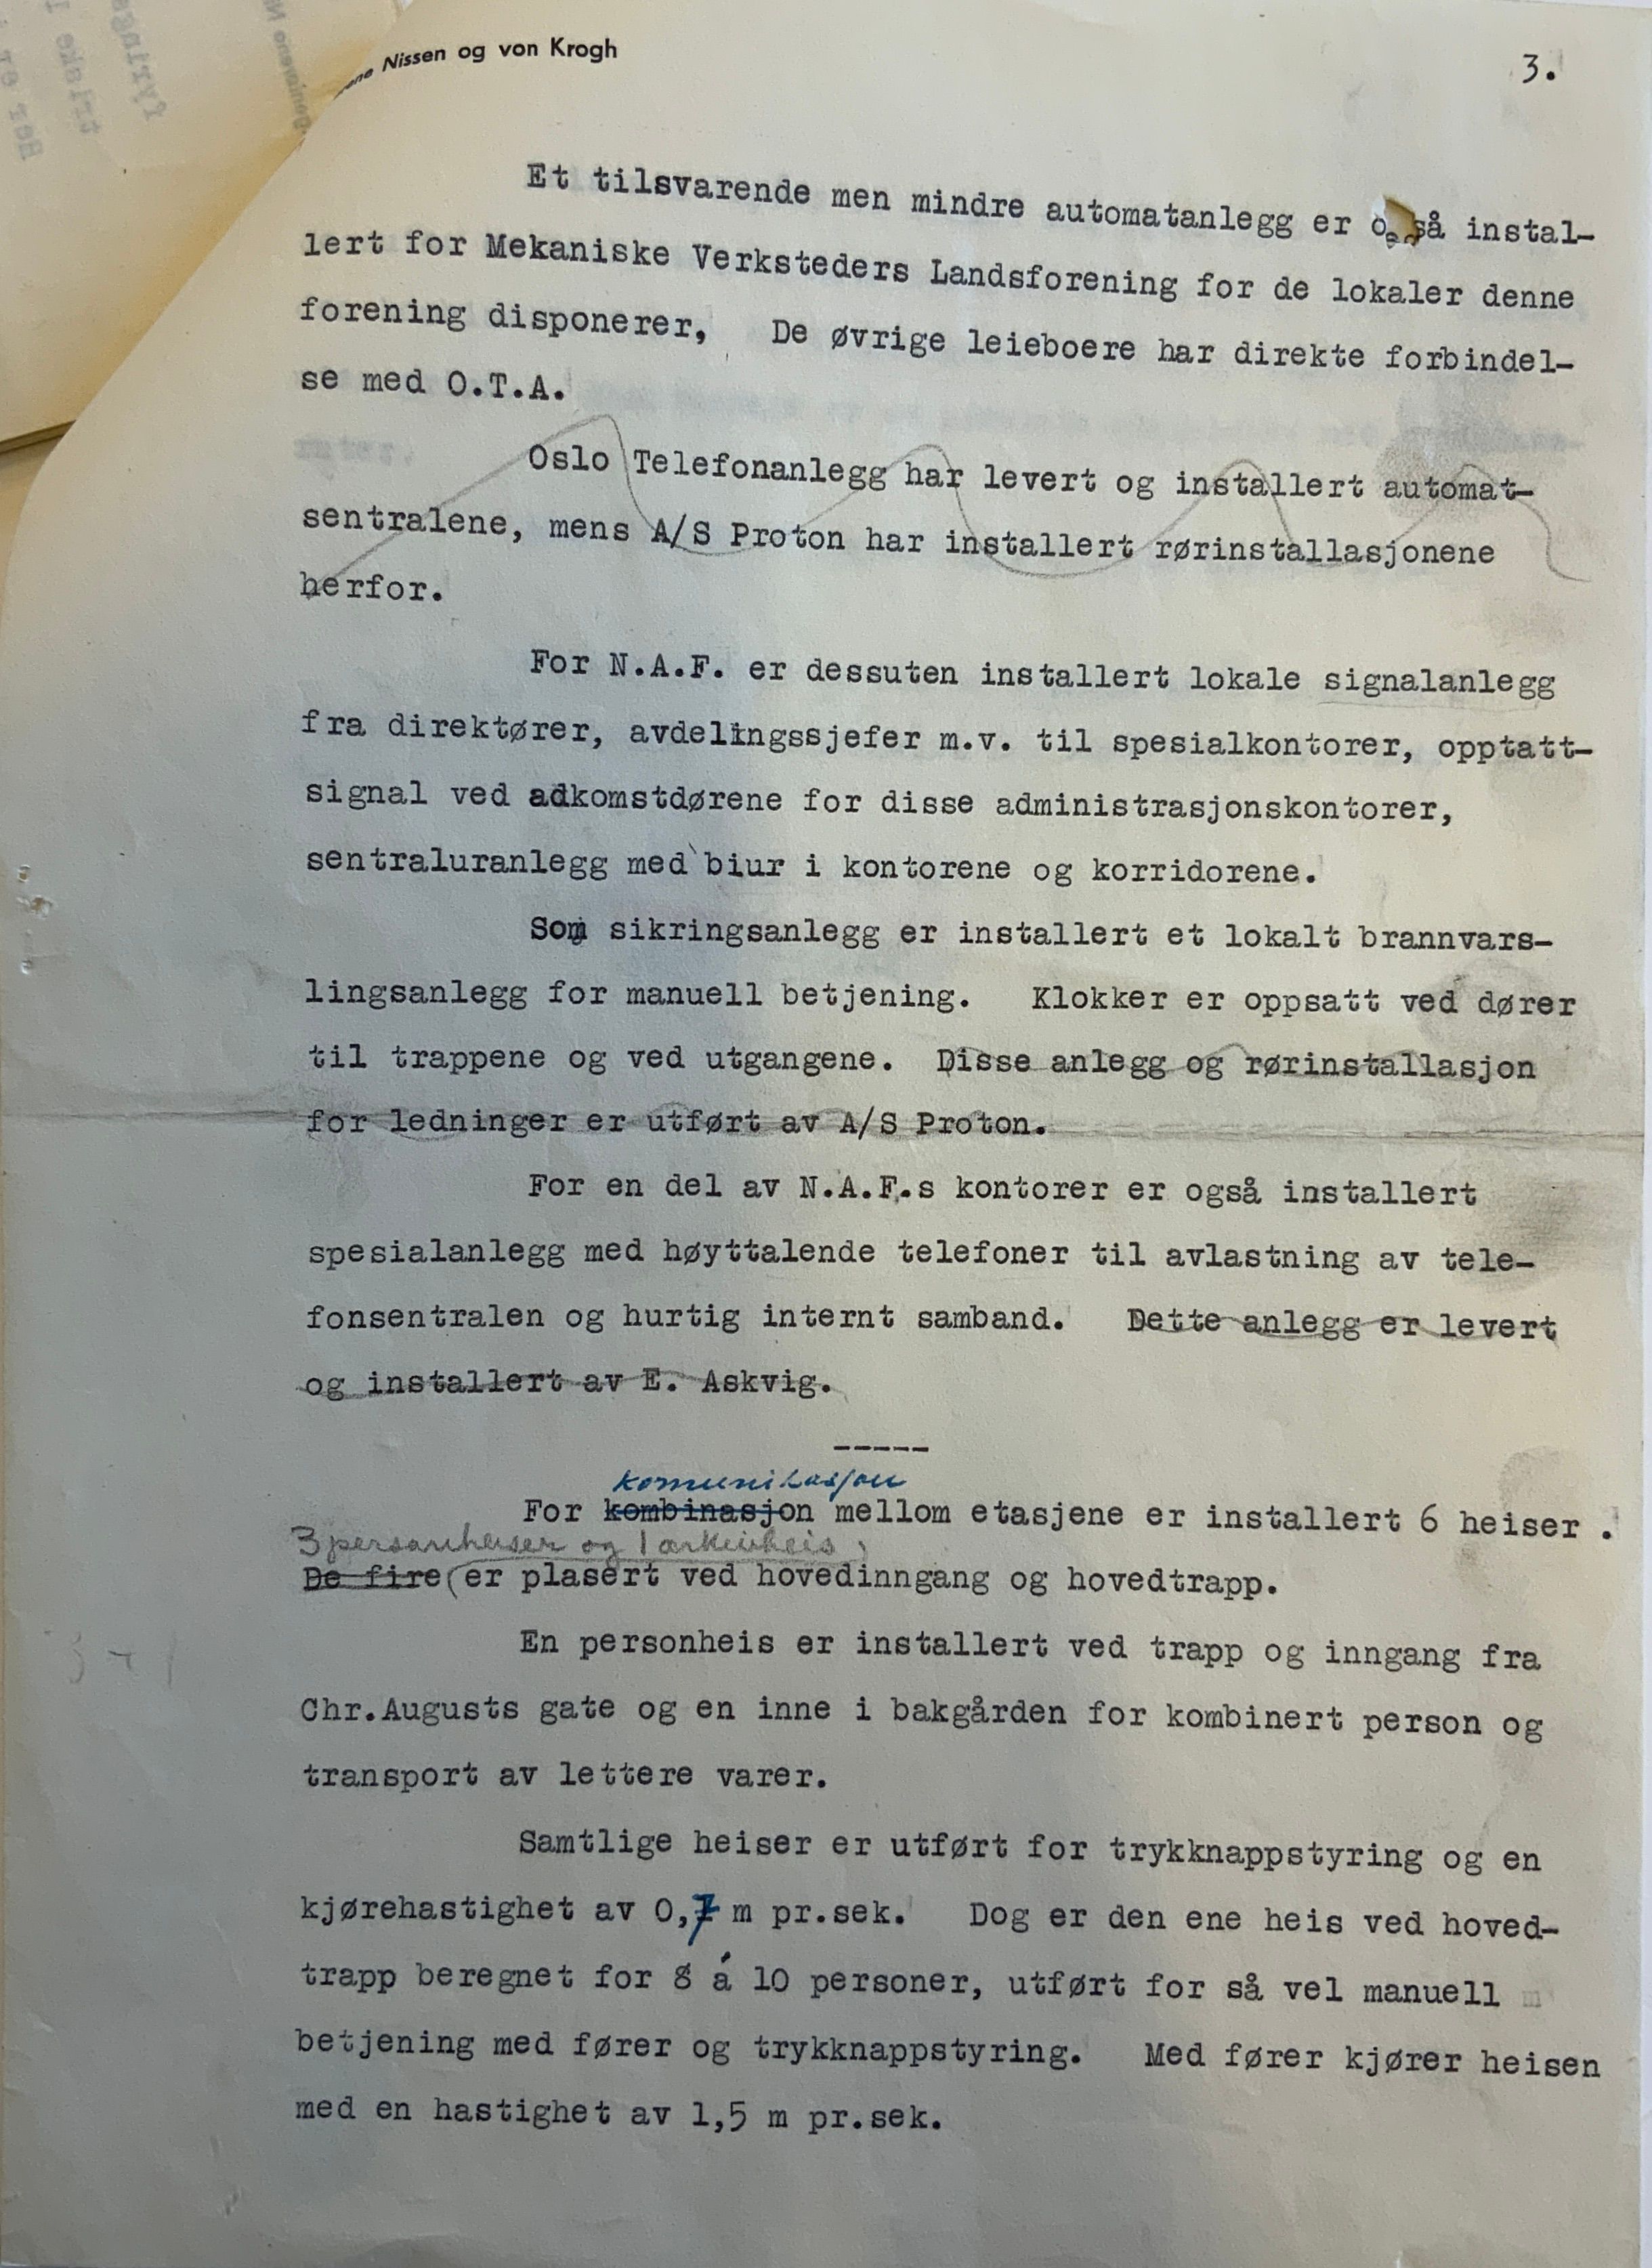 Nissen og von Krogh
3.
Et tilsvarende men mindre automatanlegg er også instal-
lert for Mekaniske Verksteders Landsforening for de lokaler denne
forening disponerer, De øvrige leieboere har direkte forbindel-
se med O.T.A.
Oslo Telefonanlegg har levert og installert automat-
sentralene, mens A/S Proton har installert rørinstallasjonene
herfor.
For N.A.F. er dessuten installert lokale signalanlegg
fra direktører, avdelingssjefer m.v. til spesialkontorer, opptatt-
signal ved adkomstdørene for disse administrasjonskontorer,
sentraluranlegg med biur i kontorene og korridorene.
Som sikringsanlegg er installert et lokalt brannvars-
lingsanlegg for manuell betjening. Klokker er oppsatt ved dører
til trappene og ved utgangene. Disse anlegg og rørinstallasjon
for ledninger er utført av A/S Proton.
For en del av N.A.F.s kontorer er også installert
spesialanlegg med høyttalende telefoner til avlastning av tele-
fonsentralen og hurtig internt samband. Dette anlegg er levert
og installert av E. Askvig.
-----
komunikasjon
For kombinasjon mellom etasjene er installert 6 heiser .
3 personheiser og 1 arkivheis
De fire er plasert ved hovedinngang og hovedtrapp.
En personheis er installert ved trapp og inngang fra
Chr.Augusts gate og en inne i bakgården for kombinert person og
transport av lettere varer.
Samtlige heiser er utført for trykknappstyring og en
kjørehastighet av 0,7 m pr.sek. Dog er den ene heis ved hoved-
trapp beregnet for 8 á 10 personer, utført for så vel manuell
betjening med fører og trykknappstyring. Med fører kjører heisen
med en hastighet av 1,5 m pr.sek.